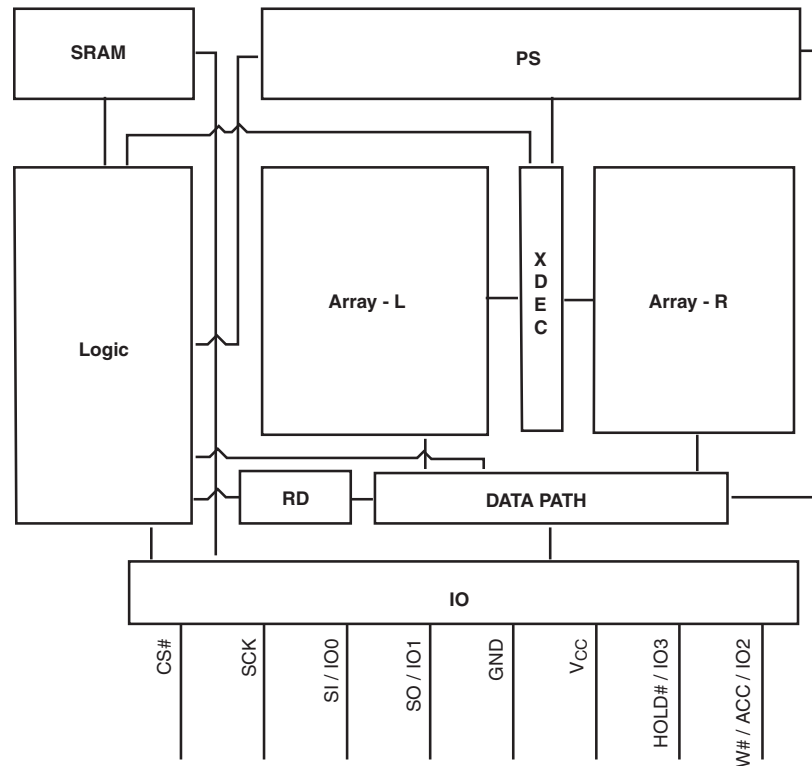 SRAM
PS
X
D
E
C
Array - L
Array - R
Logic
RD
DATA PATH
IO
CS#
SCK
SI / IO0
SO / IO1
GND
VCC
HOLD# / IO3
W# / ACC / IO2